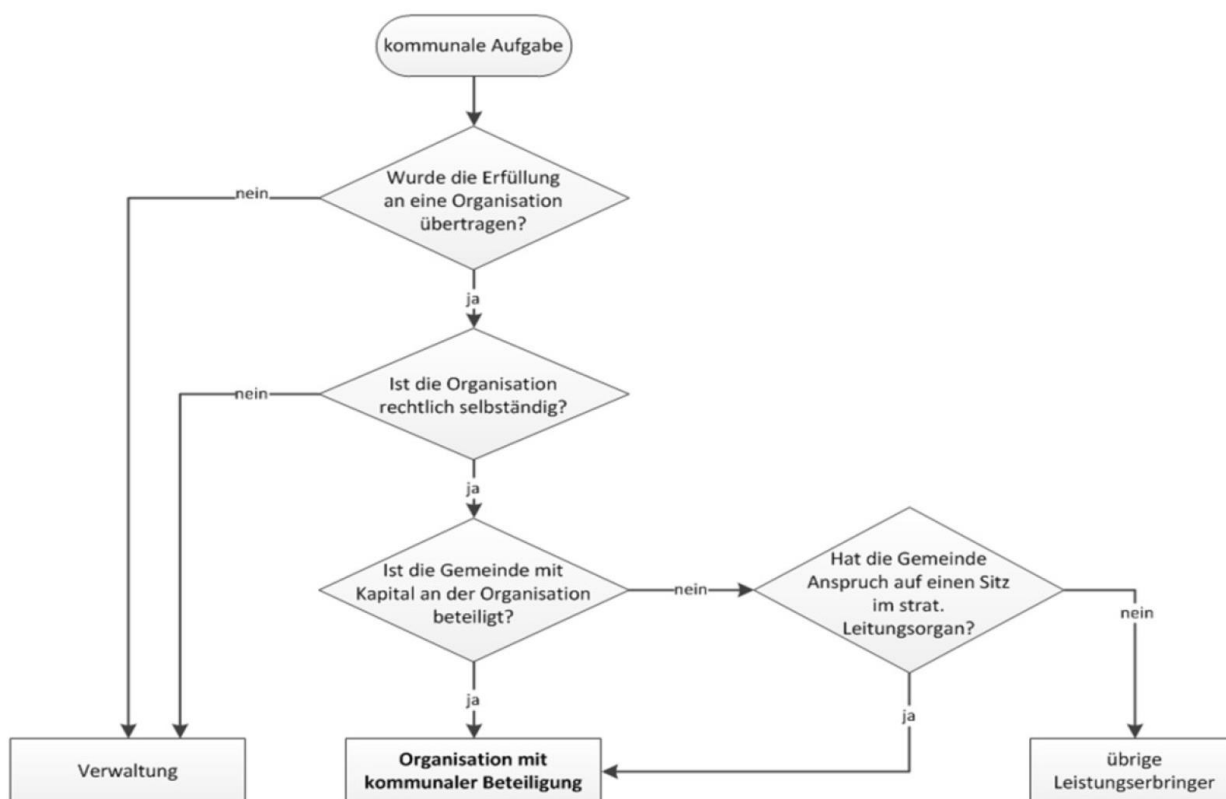 kommunale Aufgabe
Wurde die Erfüllung
an eine Organisation
übertragen?
nein
ja
Ist die Organisation
rechtlich selbständig?
nein
ja
Ist die Gemeinde mit
Kapital an der Organisation
beteiligt?
nein
Hat die Gemeinde
Anspruch auf einen Sitz
im strat.
Leitungsorgan?
nein
ja
ja
Verwaltung
Organisation mit
kommunaler Beteiligung
übrige
Leistungserbringer